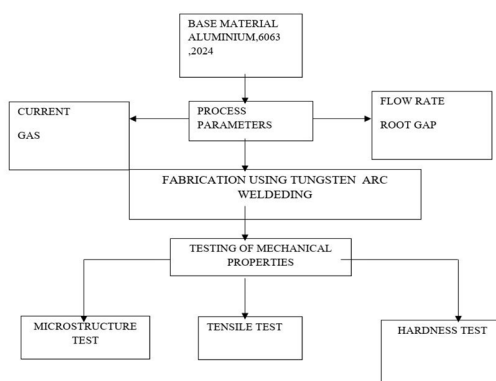 BASE MATERIAL
ALUMINIUM,6063
,2024
CURRENT
GAS
PROCESS
PARAMETERS
FLOW RATE
ROOT GAP
FABRICATION USING TUNGSTEN ARC
WELDEDING
TESTING OF MECHANICAL
PROPERTIES
MICROSTRUCTURE
TEST
TENSILE TEST
HARDNESS TEST